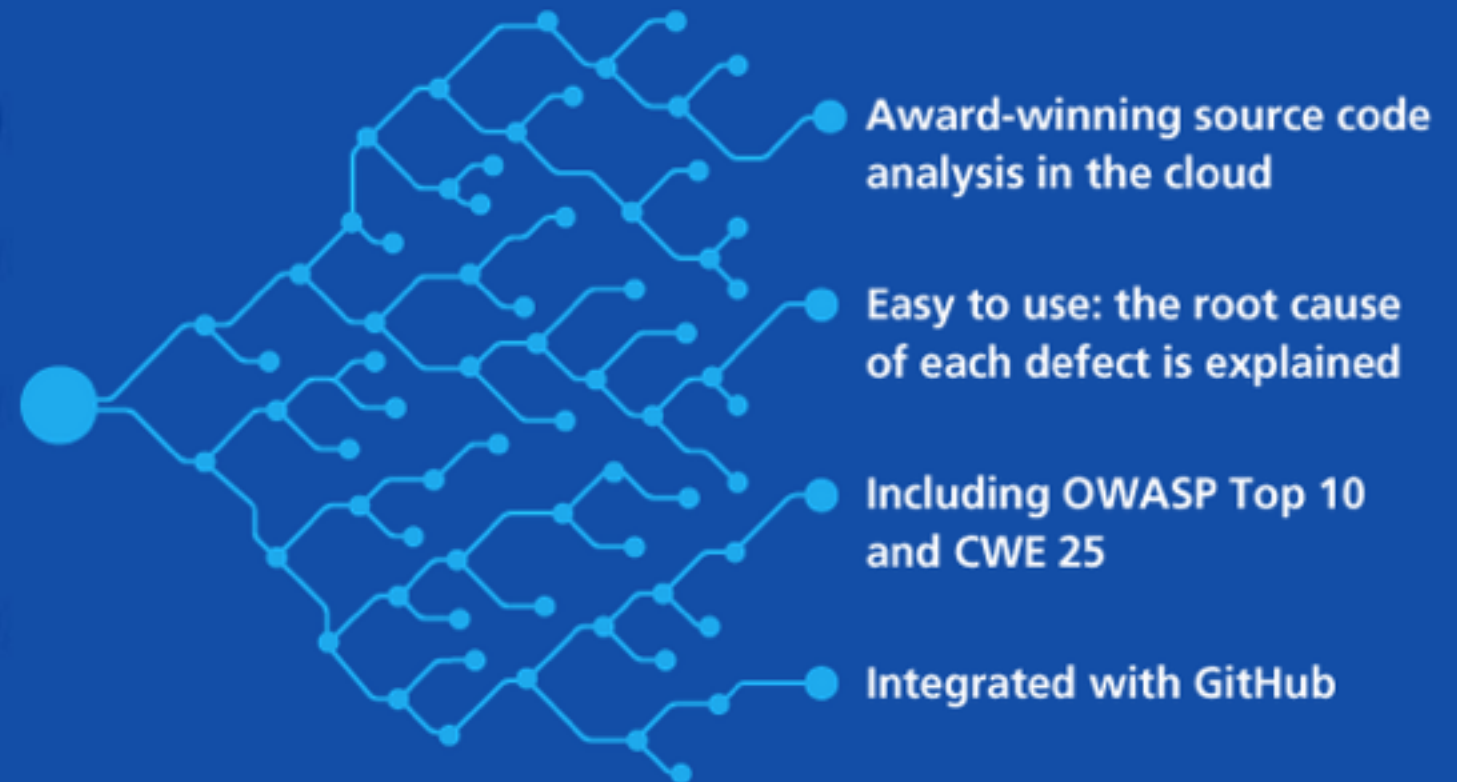 Award-winning source code
analysis in the cloud
Easy to use: the root cause
of each defect is explained
Including OWASP Top 10
and CWE 25
Integrated with GitHub